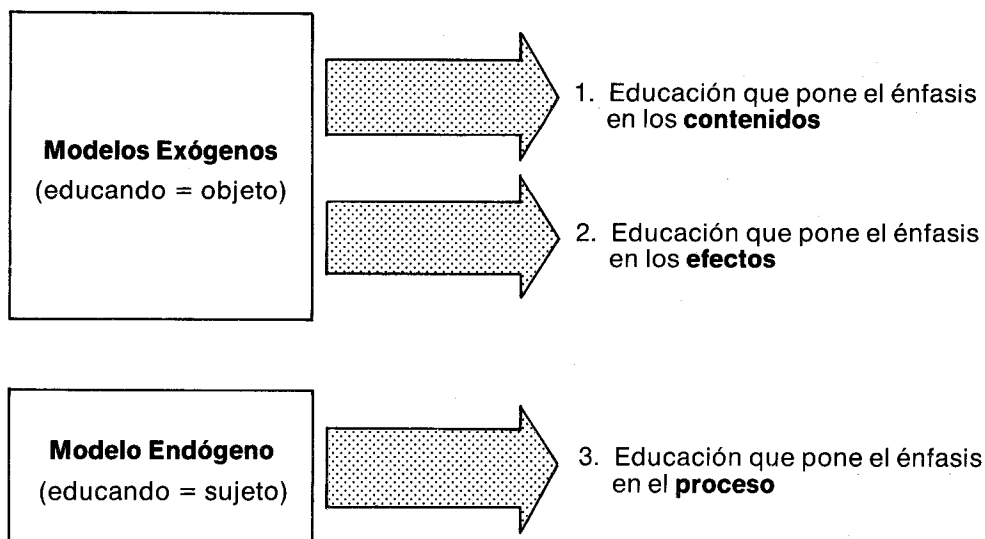 Modelos Exógenos
(educando = objeto)
1. Educación que pone el énfasis
en los contenidos
2. Educación que pone el énfasis
en los efectos
Modelo Endógeno
(educando = sujeto)
3. Educación que pone el énfasis
en el proceso